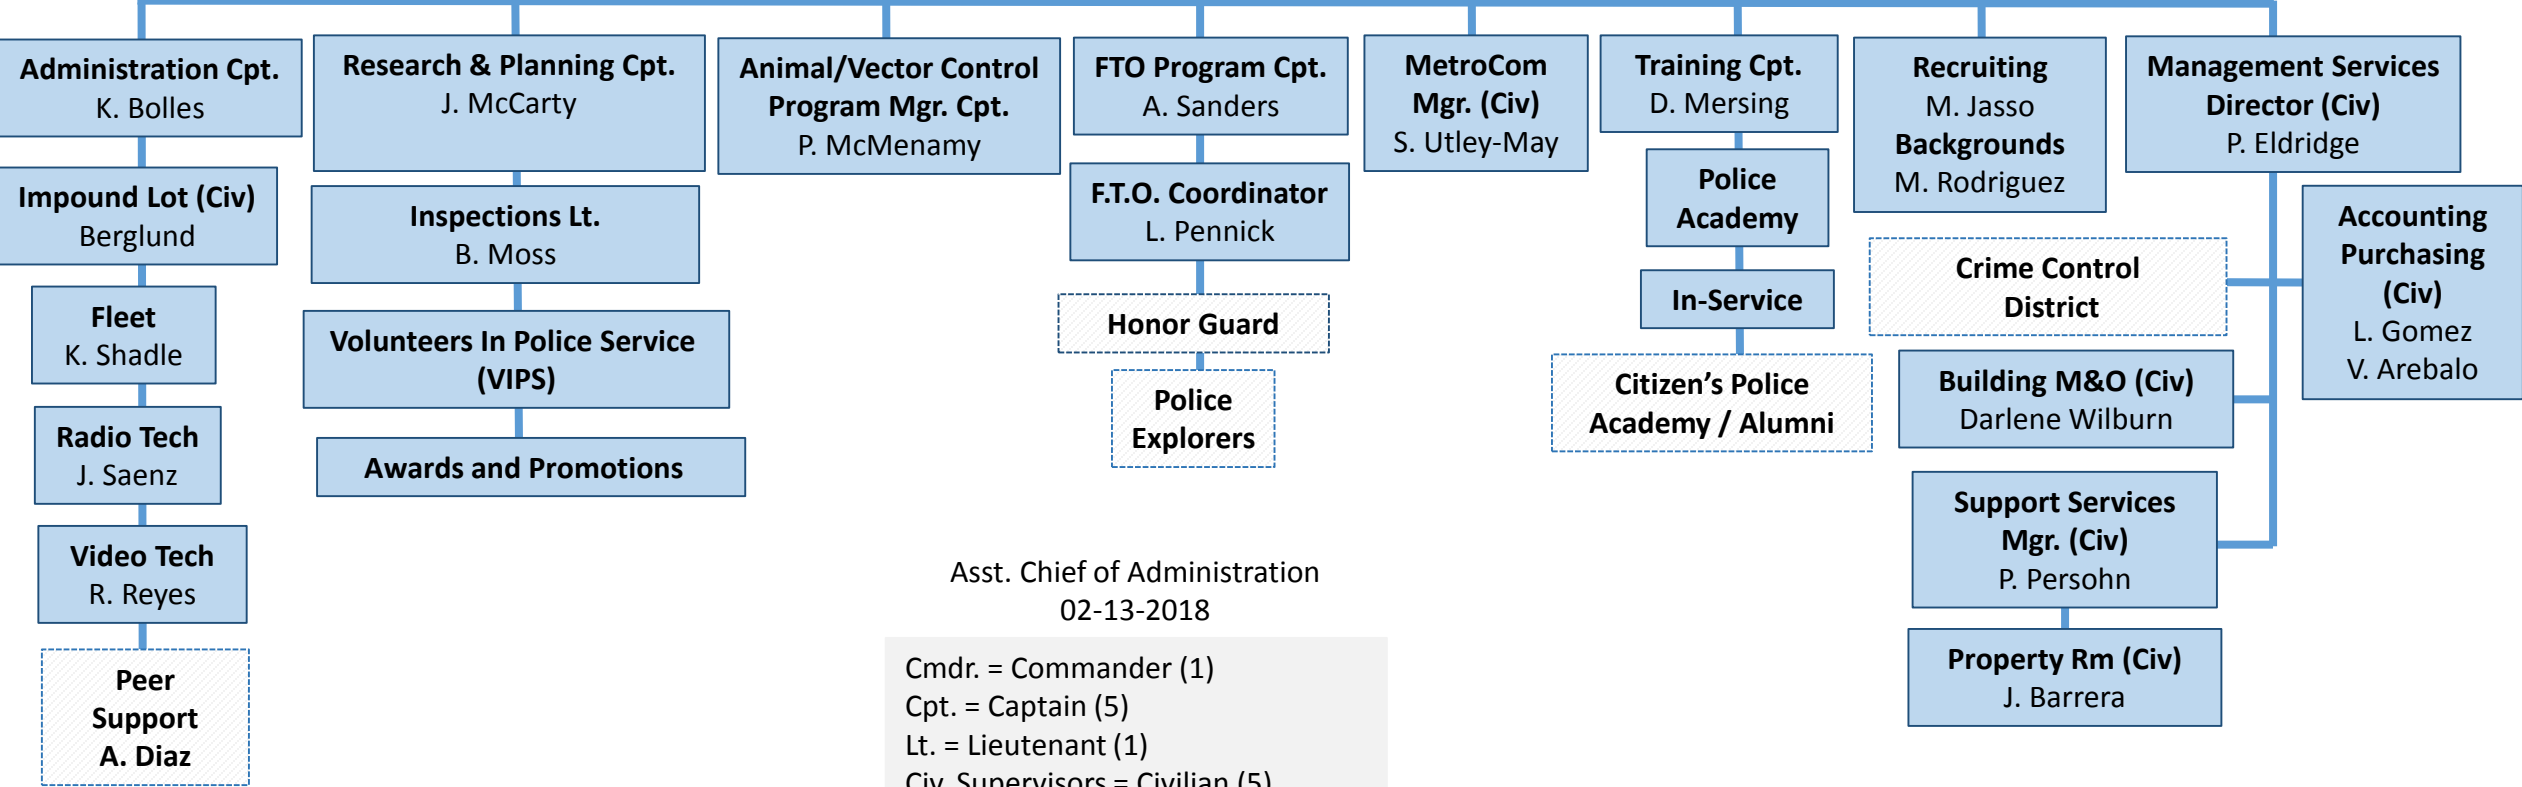 Administration Cpt.
K. Bolles
Impound Lot (Civ)
Berglund
Fleet
K. Shadle
Radio Tech
J. Saenz
Video Tech
R. Reyes
Peer
Support
A. Diaz
Research & Planning Cpt.
J. McCarty
Inspections Lt.
B. Moss
Volunteers In Police Service
(VIPS)
Awards and Promotions
Animal/Vector Control
Program Mgr. Cpt.
P. McMenamy
FTO Program Cpt.
A. Sanders
F.T.O. Coordinator
L. Pennick
Honor Guard
Police
Explorers
MetroCom
Mgr. (Civ)
S. Utley-May
Training Cpt.
D. Mersing
Police
Academy
In-Service
Citizen’s Police
Academy / Alumni
Recruiting
M. Jasso
Backgrounds
M. Rodriguez
Management Services
Director (Civ)
P. Eldridge
Crime Control
District
Accounting
Purchasing
(Civ)
L. Gomez
V. Arebalo
Building M&O (Civ)
Darlene Wilburn
Support Services
Mgr. (Civ)
P. Persohn
Property Rm (Civ)
J. Barrera
Asst. Chief of Administration
02-13-2018
Cmdr. = Commander (1)
Cpt. = Captain (5)
Lt. = Lieutenant (1)
Civ. Supervisors = Civilian (5)